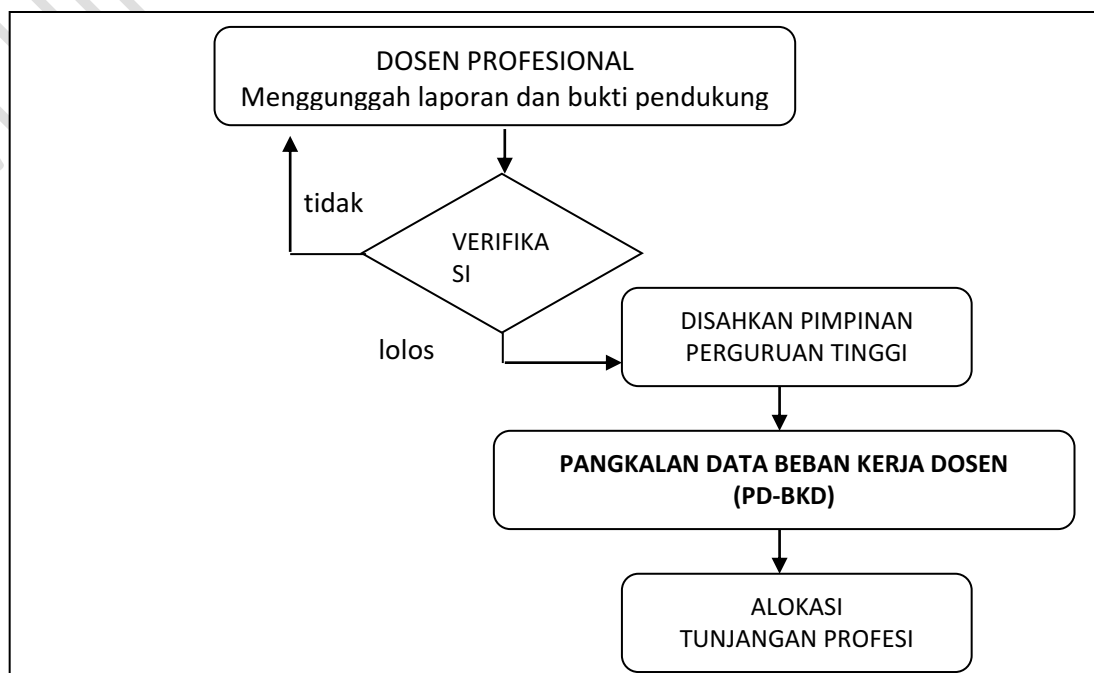 DOSEN PROFESIONAL
Menggunggah laporan dan bukti pendukung
tidak
VERIFIKA
SI
DISAHKAN PIMPINAN
PERGURUAN TINGGI
lolos
PANGKALAN DATA BEBAN KERJA DOSEN
(PD-BKD)
ALOKASI
TUNJANGAN PROFESI